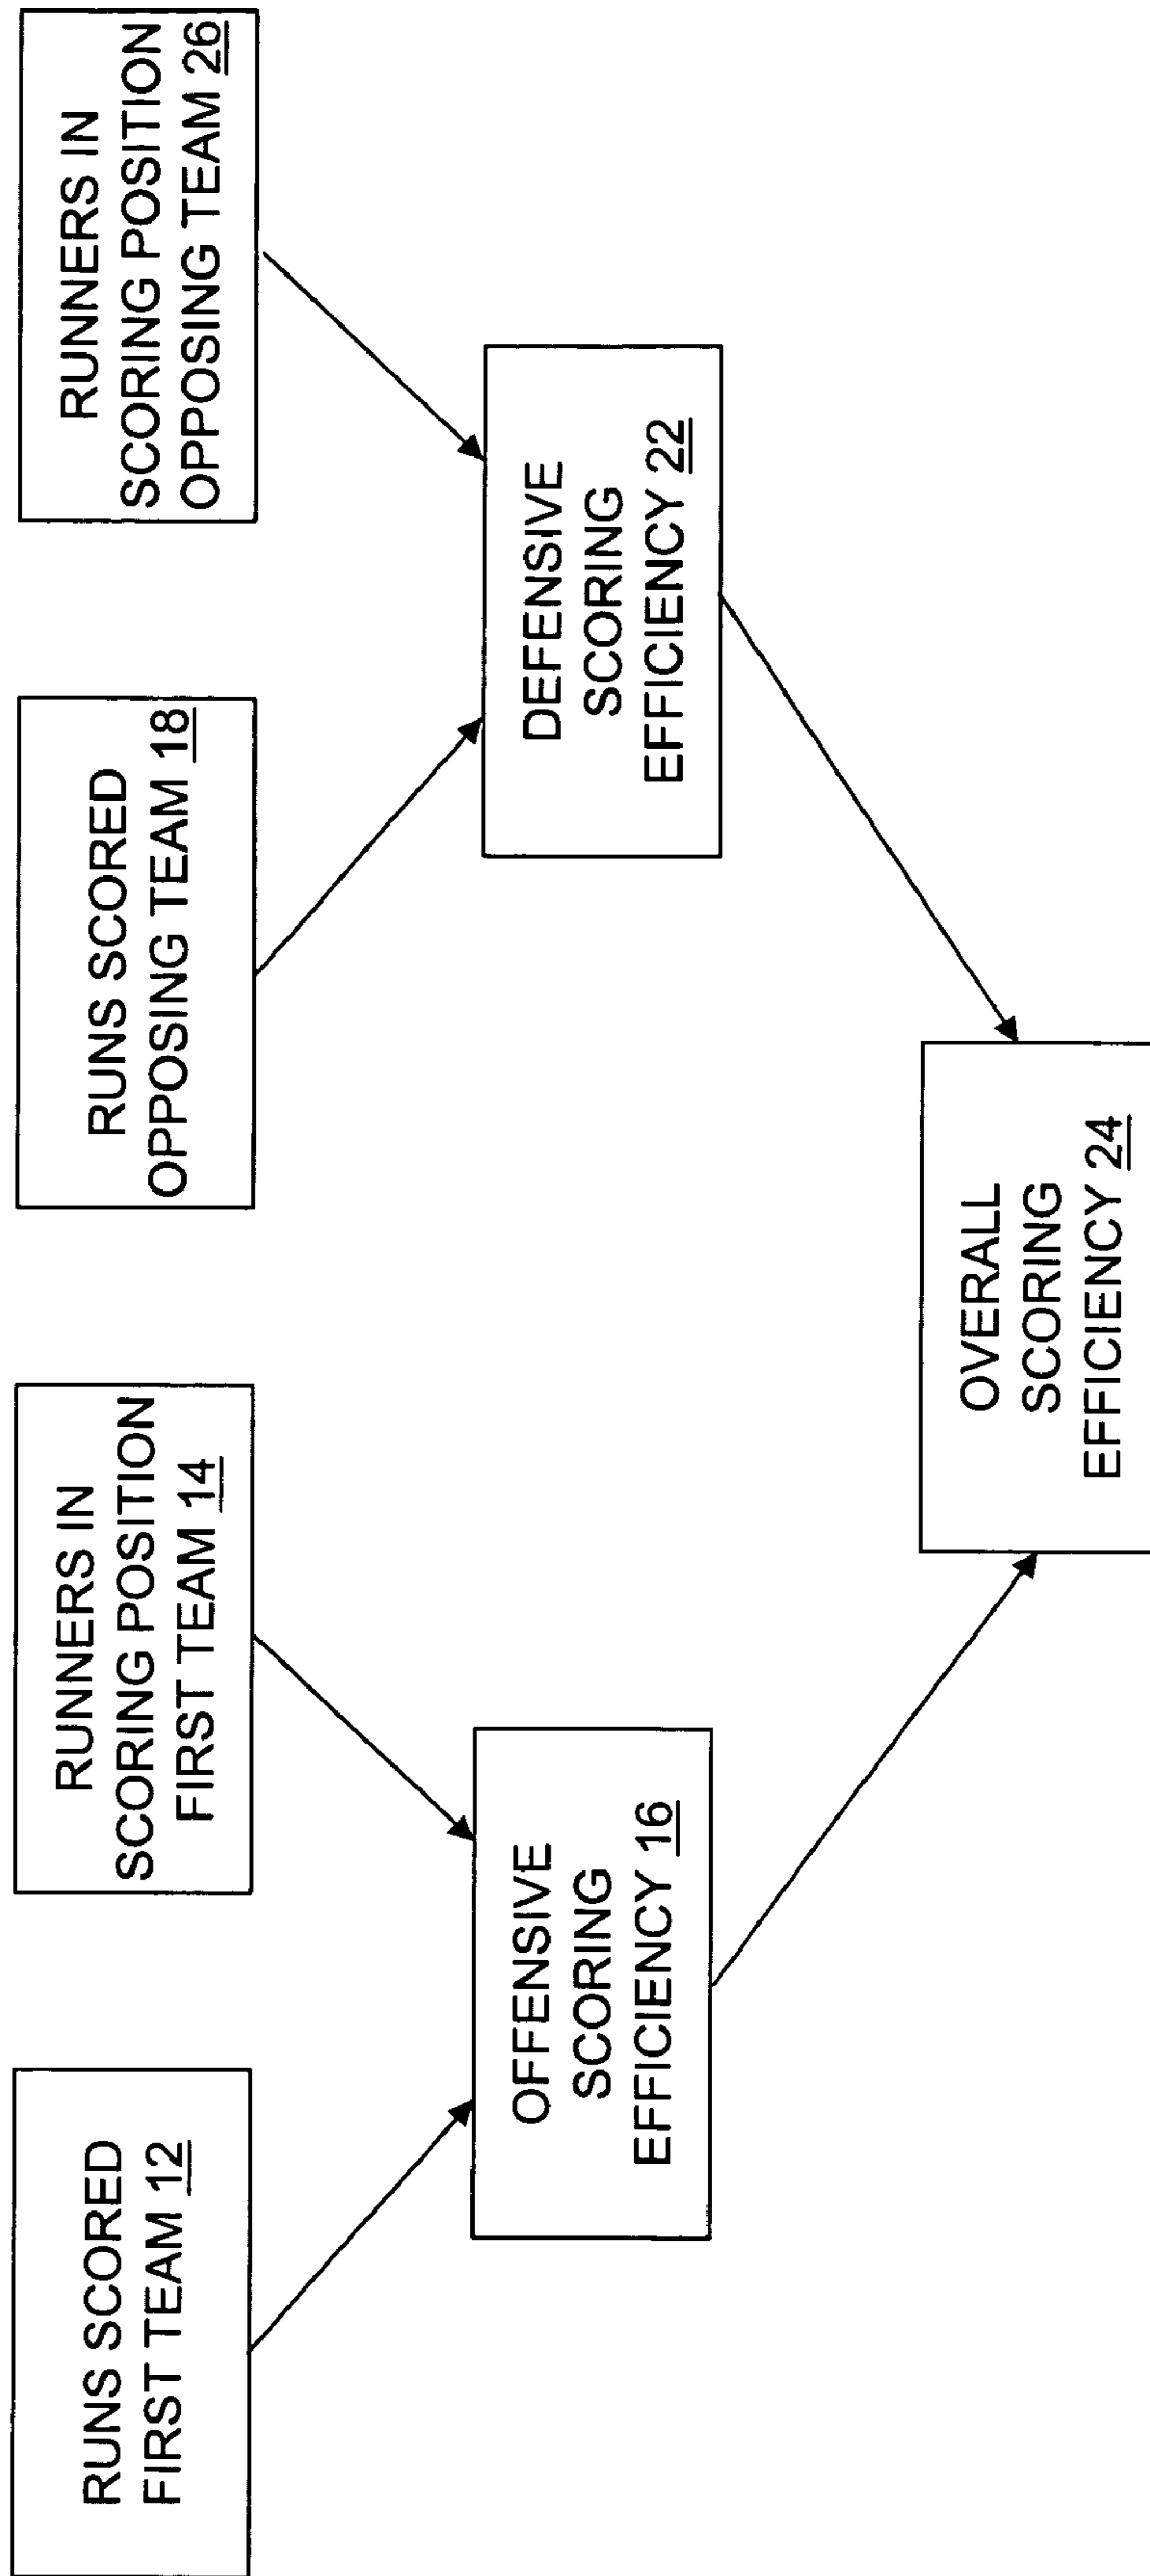 RUNS SCORED
FIRST TEAM 12
RUNNERS IN
SCORING POSITION
FIRST TEAM 14
RUNS SCORED
OPPOSING TEAM 18
RUNNERS IN
SCORING POSITION
OPPOSING TEAM 26
OFFENSIVE
SCORING
EFFICIENCY 16
DEFENSIVE
SCORING
EFFICIENCY 22
OVERALL
SCORING
EFFICIENCY 24